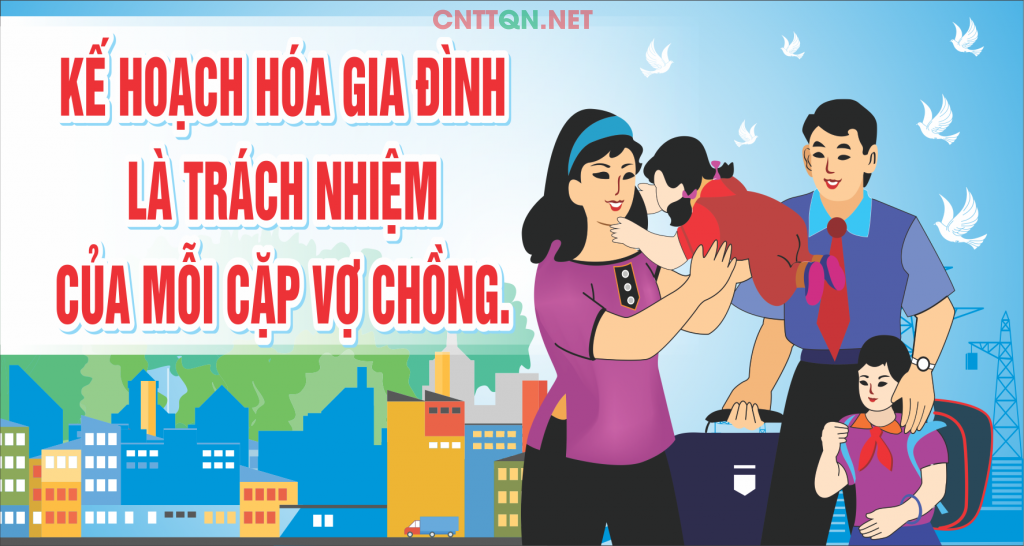 CNTTQN.NET
KẾ HOẠCH HÓA GIA ĐÌNH
LÀ TRÁCH NHIỆM
CỦA MỖI CẶP VỢ CHỒNG.